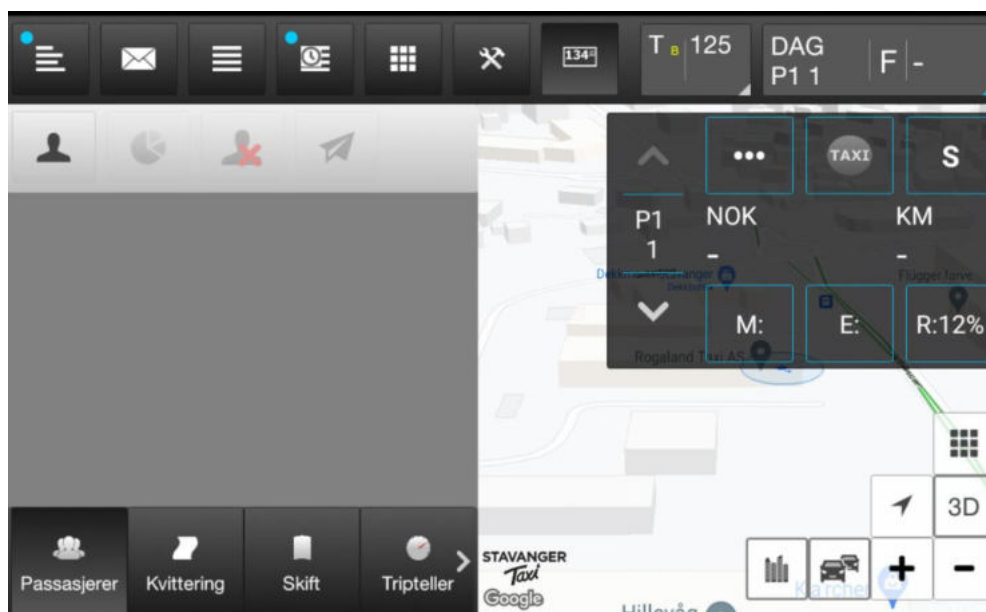 134
T B 125
DAG
P1 1
F -
TAXI
S
P1
1
NOK
-
KM
-
Flügger farve
M:
E:
R:12%
Rogaland Taxi AS
3D
Passasjerer
Kvittering
Skift
Tripteller
STAVANGER
Taxi
Google
Kärcher
Hillevåg